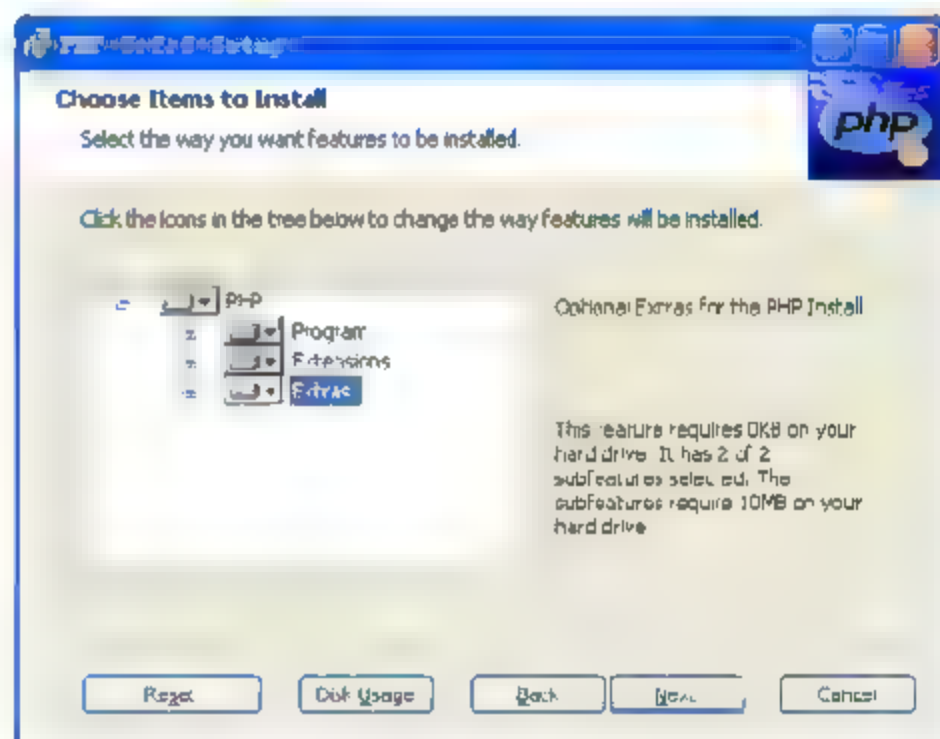 Choose Items to Install
php
Select the way you want features to be installed.
Click the icons in the tree below to change the way features will be installed.
PHP
Program
Extensions
Extras
Optional Extras for the PHP Install
This feature requires 0KB on your
hard drive. It has 2 of 2
subfeatures selected. The
subfeatures require 10MB on your
hard drive
Reset
Disk Usage
Back
Next
Cancel